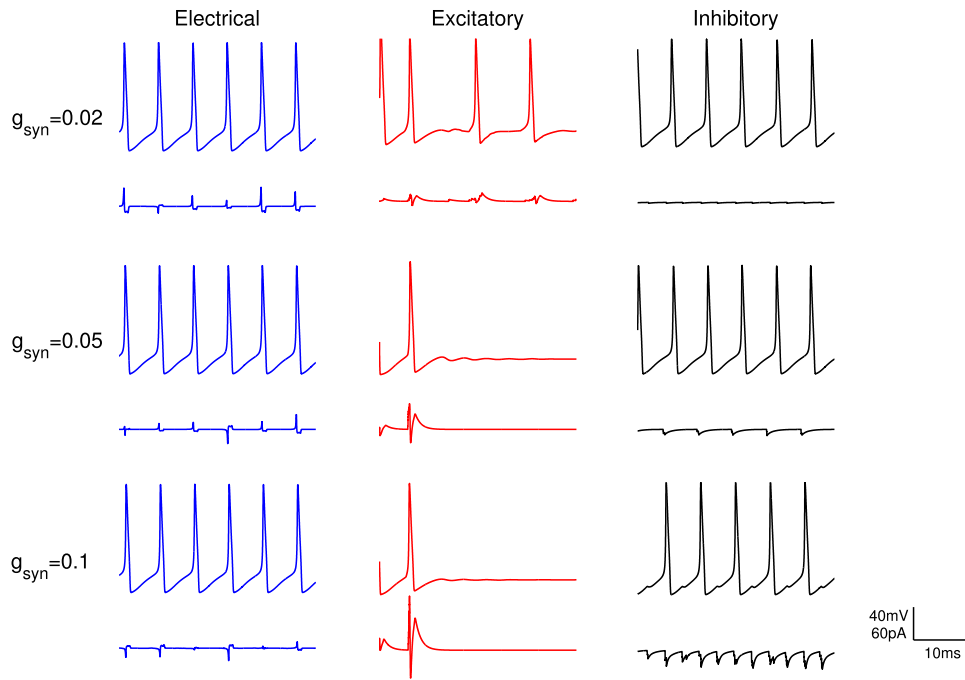 Electrical Excitatory Inhibitory
gsyn=0.02
gsyn=0.05
gsyn=0.1
40mV
60pA
10ms